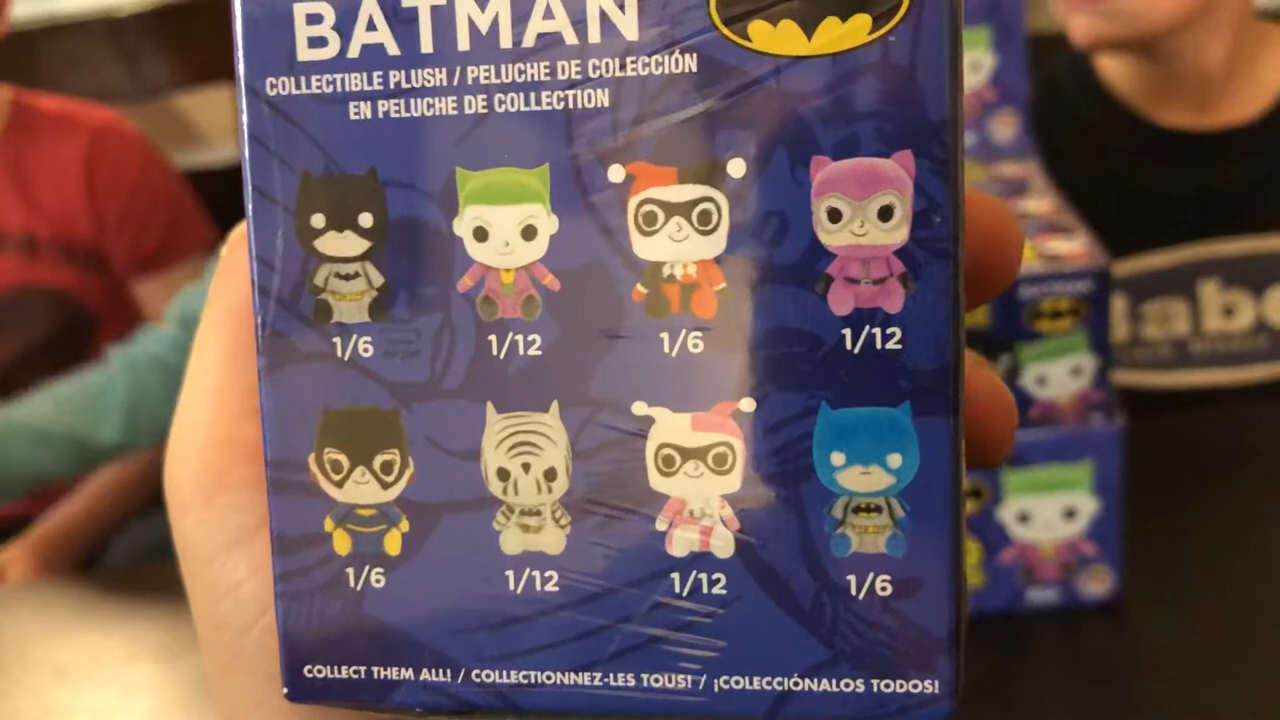 BATMAN
COLLECTIBLE PLUSH / PELUCHE DE COLECCIÓN
EN PELUCHE DE COLLECTION
1/6
1/12
1/6
1/12
1/6
1/12
1/12
1/6
COLLECT THEM ALL! / COLLECTIONNEZ-LES TOUS! / ¡COLECCIÓNALOS TODOS!
labe